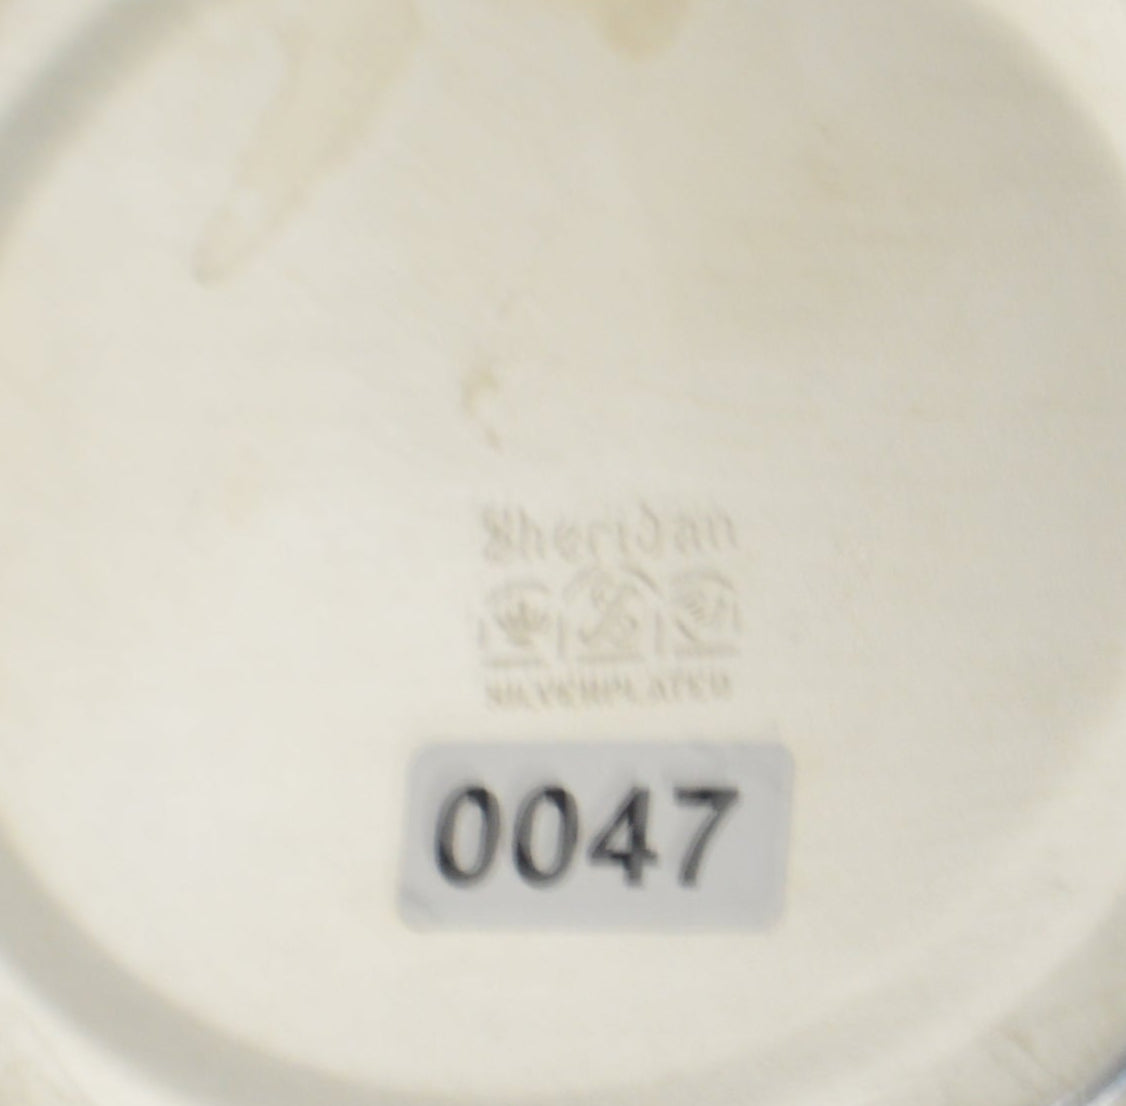 Sheridan
SILVERPLATED
0047